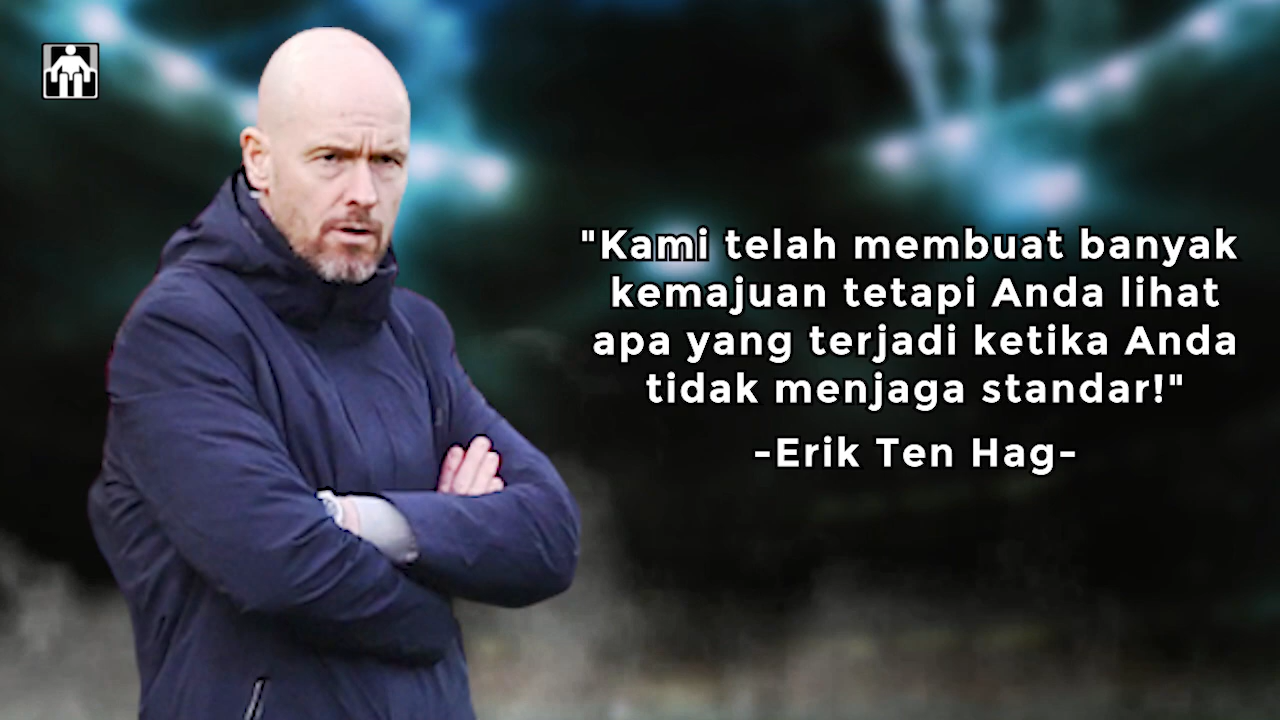 "Kami telah membuat banyak
kemajuan tetapi Anda lihat
apa yang terjadi ketika Anda
tidak menjaga standar!"
-Erik Ten Hag-